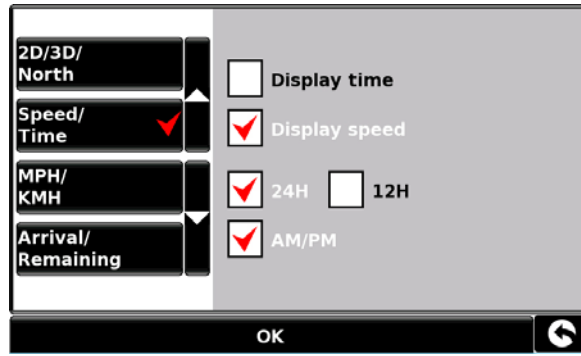 2D/3D/
North
Speed/
Time
MPH/
KMH
Arrival/
Remaining
Display time
Display speed
24H 12H
AM/PM
OK